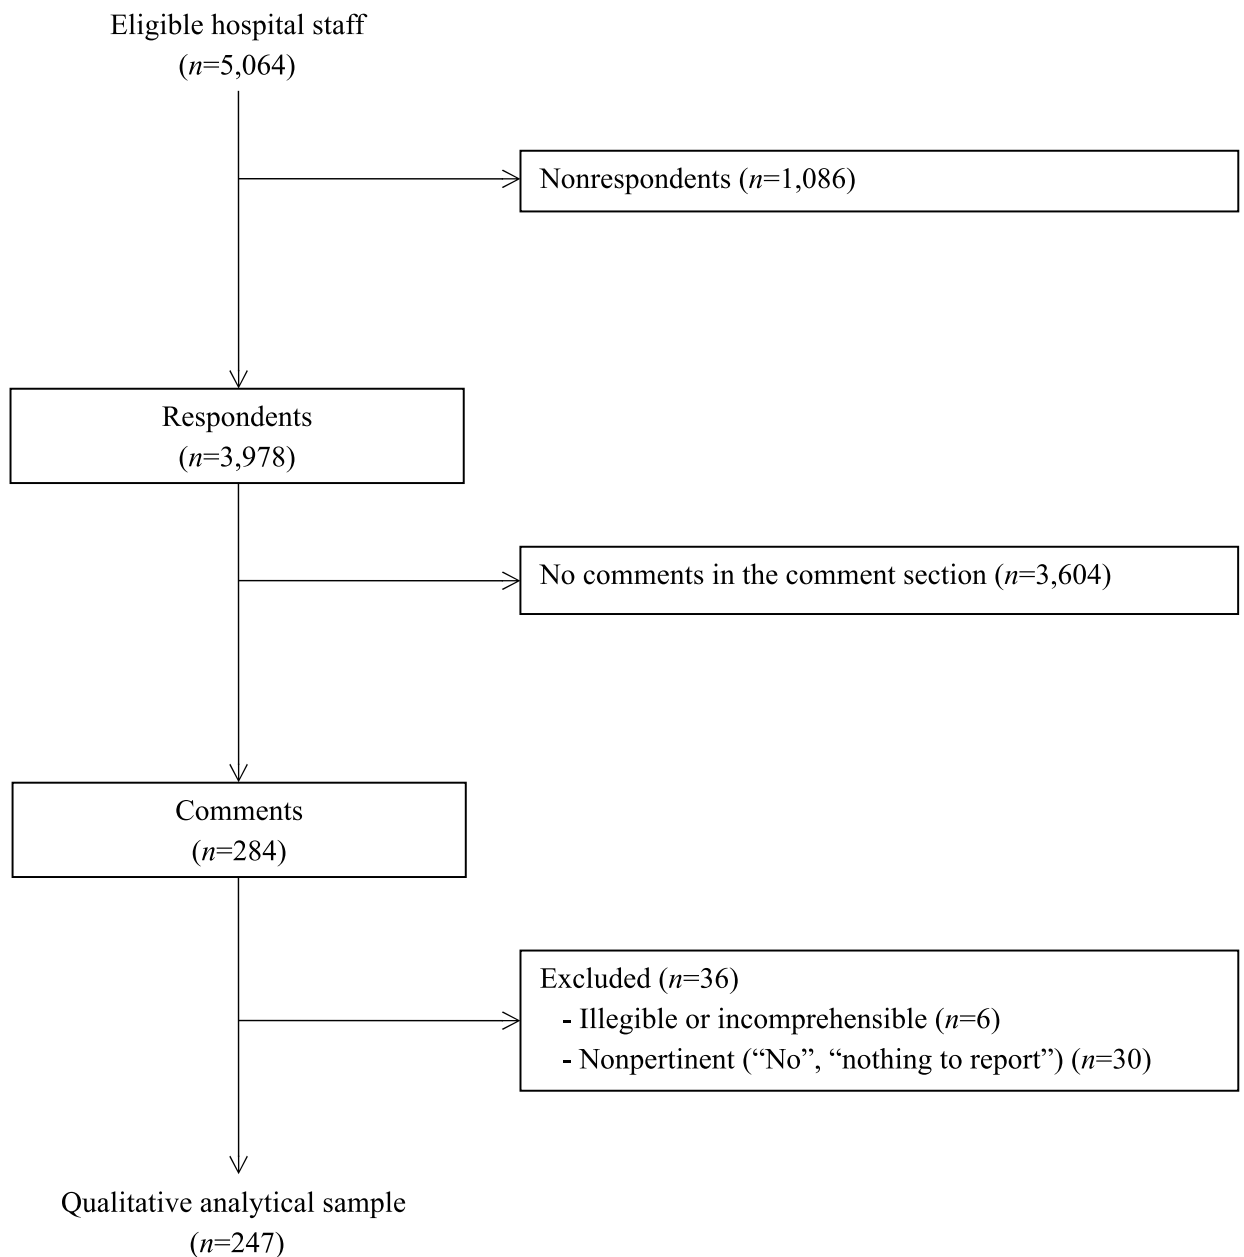 Eligible hospital staff
(n=5,064)
Nonrespondents (n=1,086)
Respondents
(n=3,978)
No comments in the comment section (n=3,604)
Comments
(n=284)
Excluded (n=36)
- Illegible or incomprehensible (n=6)
- Nonpertinent (“No”, “nothing to report”) (n=30)
Qualitative analytical sample
(n=247)